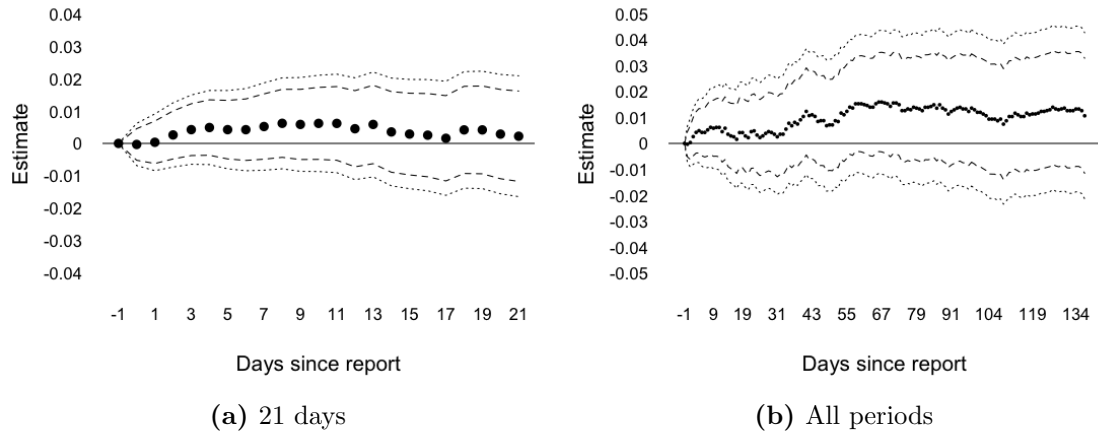 0.04
0.03
0.02
0.01
0
-0.01
-0.02
-0.03
-0.04
Estimate
-1 1 3 5 7 9 11 13 15 17 19 21
Days since report
(a) 21 days
0.05
0.04
0.03
0.02
0.01
0
-0.01
-0.02
-0.03
-0.04
-0.05
Estimate
-1 9 19 31 43 55 67 79 91 104 119 134
Days since report
(b) All periods